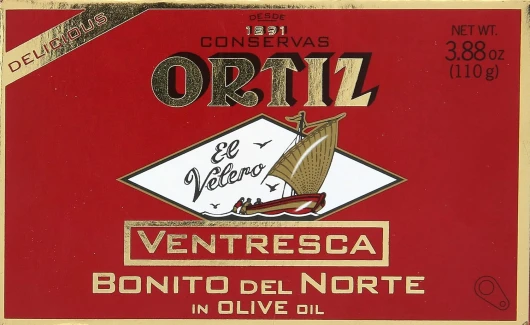 DELICIOUS
DESDE
1891
CONSERVAS
ORTIZ
NET WT.
3.88 oz
(110 g)
El
Velero
VENTRESCA
BONITO DEL NORTE
IN OLIVE OIL